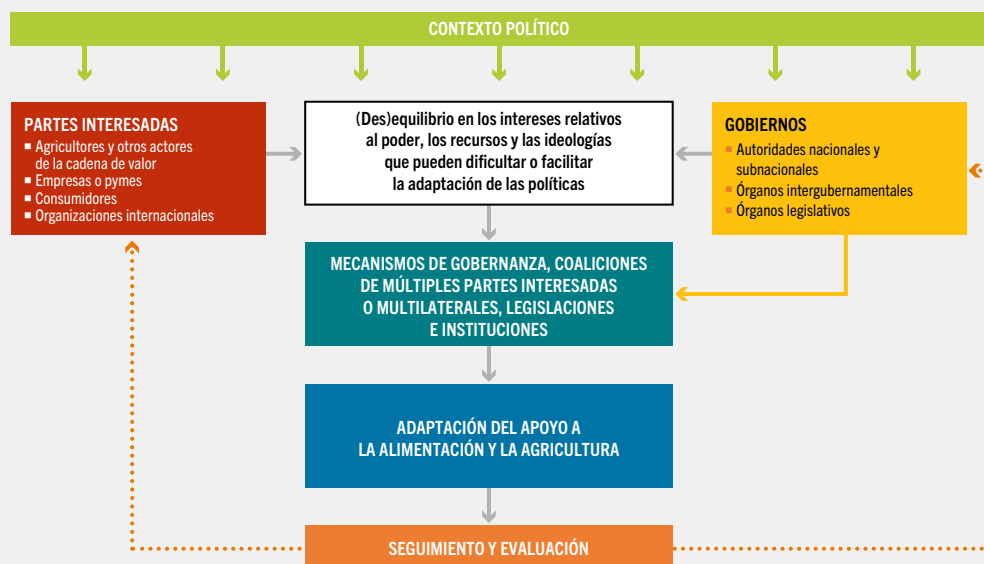 CONTEXTO POLÍTICO
PARTES INTERESADAS
▪ Agricultores y otros actores
de la cadena de valor
▪ Empresas o pymes
▪ Consumidores
▪ Organizaciones internacionales
(Des)equilibrio en los intereses relativos
al poder, los recursos y las ideologías
que pueden dificultar o facilitar
la adaptación de las políticas
GOBIERNOS
▪ Autoridades nacionales y
subnacionales
▪ Órganos intergubernamentales
▪ Órganos legislativos
MECANISMOS DE GOBERNANZA, COALICIONES
DE MÚLTIPLES PARTES INTERESADAS
O MULTILATERALES, LEGISLACIONES
E INSTITUCIONES
ADAPTACIÓN DEL APOYO A
LA ALIMENTACIÓN Y LA AGRICULTURA
SEGUIMIENTO Y EVALUACIÓN